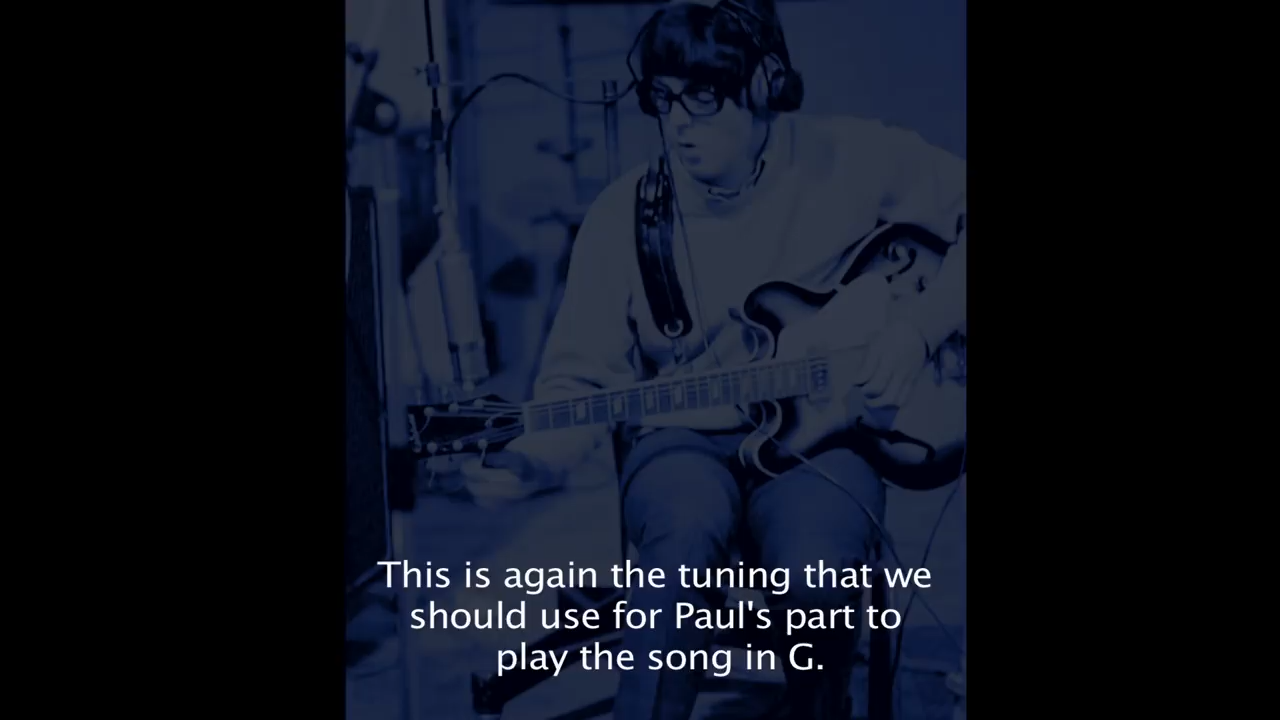 This is again the tuning that we
should use for Paul's part to
play the song in G.